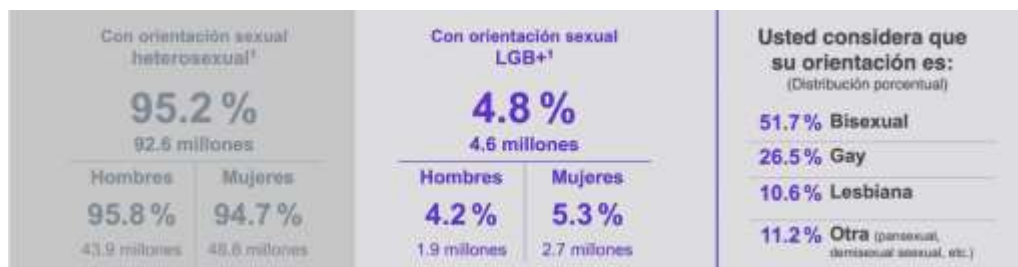 Con orientación sexual
heterosexual¹
95.2%
92.6 millones
Hombres
Mujeres
95.8%
94.7%
43.9 millones
48.6 millones
Con orientación sexual
LGB+¹
4.8%
4.6 millones
Hombres
Mujeres
4.2%
5.3%
1.9 millones
2.7 millones
Usted considera que
su orientación es:
(Distribución porcentual)
51.7% Bisexual
26.5% Gay
10.6% Lesbiana
11.2% Otra (pansexual,
demisexual asexual, etc.)